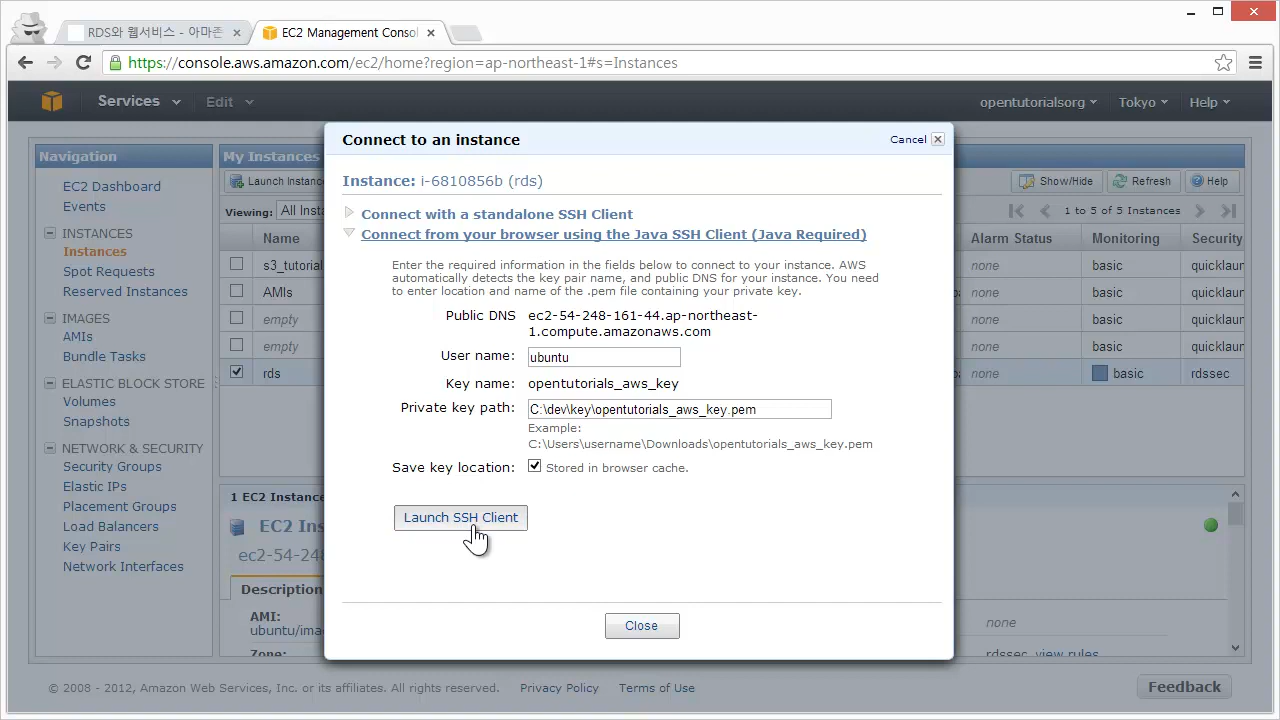 RDS와 웹서비스 - 아마존
EC2 Management Consol
https://console.aws.amazon.com/ec2/home?region=ap-northeast-1#s=Instances
Services
Edit
opentutorialsorg
Tokyo
Help
Navigation
EC2 Dashboard
Events
INSTANCES
Instances
Spot Requests
Reserved Instances
IMAGES
AMIs
Bundle Tasks
ELASTIC BLOCK STORE
Volumes
Snapshots
NETWORK & SECURITY
Security Groups
Elastic IPs
Placement Groups
Load Balancers
Key Pairs
Network Interfaces
My Instances
Launch Instance
Show/Hide
Refresh
Help
Viewing:
All Insta
1 to 5 of 5 Instances
Name
Alarm Status
Monitoring
Security
s3_tutorial
none
basic
quicklaun
AMIs
none
basic
quicklaun
empty
none
basic
quicklaun
empty
none
basic
quicklaun
rds
none
basic
rdssec
1 EC2 Instance
EC2 Ins
ec2-54-248
Description
AMI:
ubuntu/ima
Zone:
none
rdssec view rules
Connect to an instance
Cancel
Instance: i-6810856b (rds)
Connect with a standalone SSH Client
Connect from your browser using the Java SSH Client (Java Required)
Enter the required information in the fields below to connect to your instance. AWS
automatically detects the key pair name, and public DNS for your instance. You need
to enter location and name of the .pem file containing your private key.
Public DNS
ec2-54-248-161-44.ap-northeast-
1.compute.amazonaws.com
User name:
ubuntu
Key name:
opentutorials_aws_key
Private key path:
C:\dev\key\opentutorials_aws_key.pem
Example:
C:\Users\username\Downloads\opentutorials_aws_key.pem
Save key location:
Stored in browser cache.
Launch SSH Client
Close
© 2008 - 2012, Amazon Web Services, Inc. or its affiliates. All rights reserved.
Privacy Policy
Terms of Use
Feedback